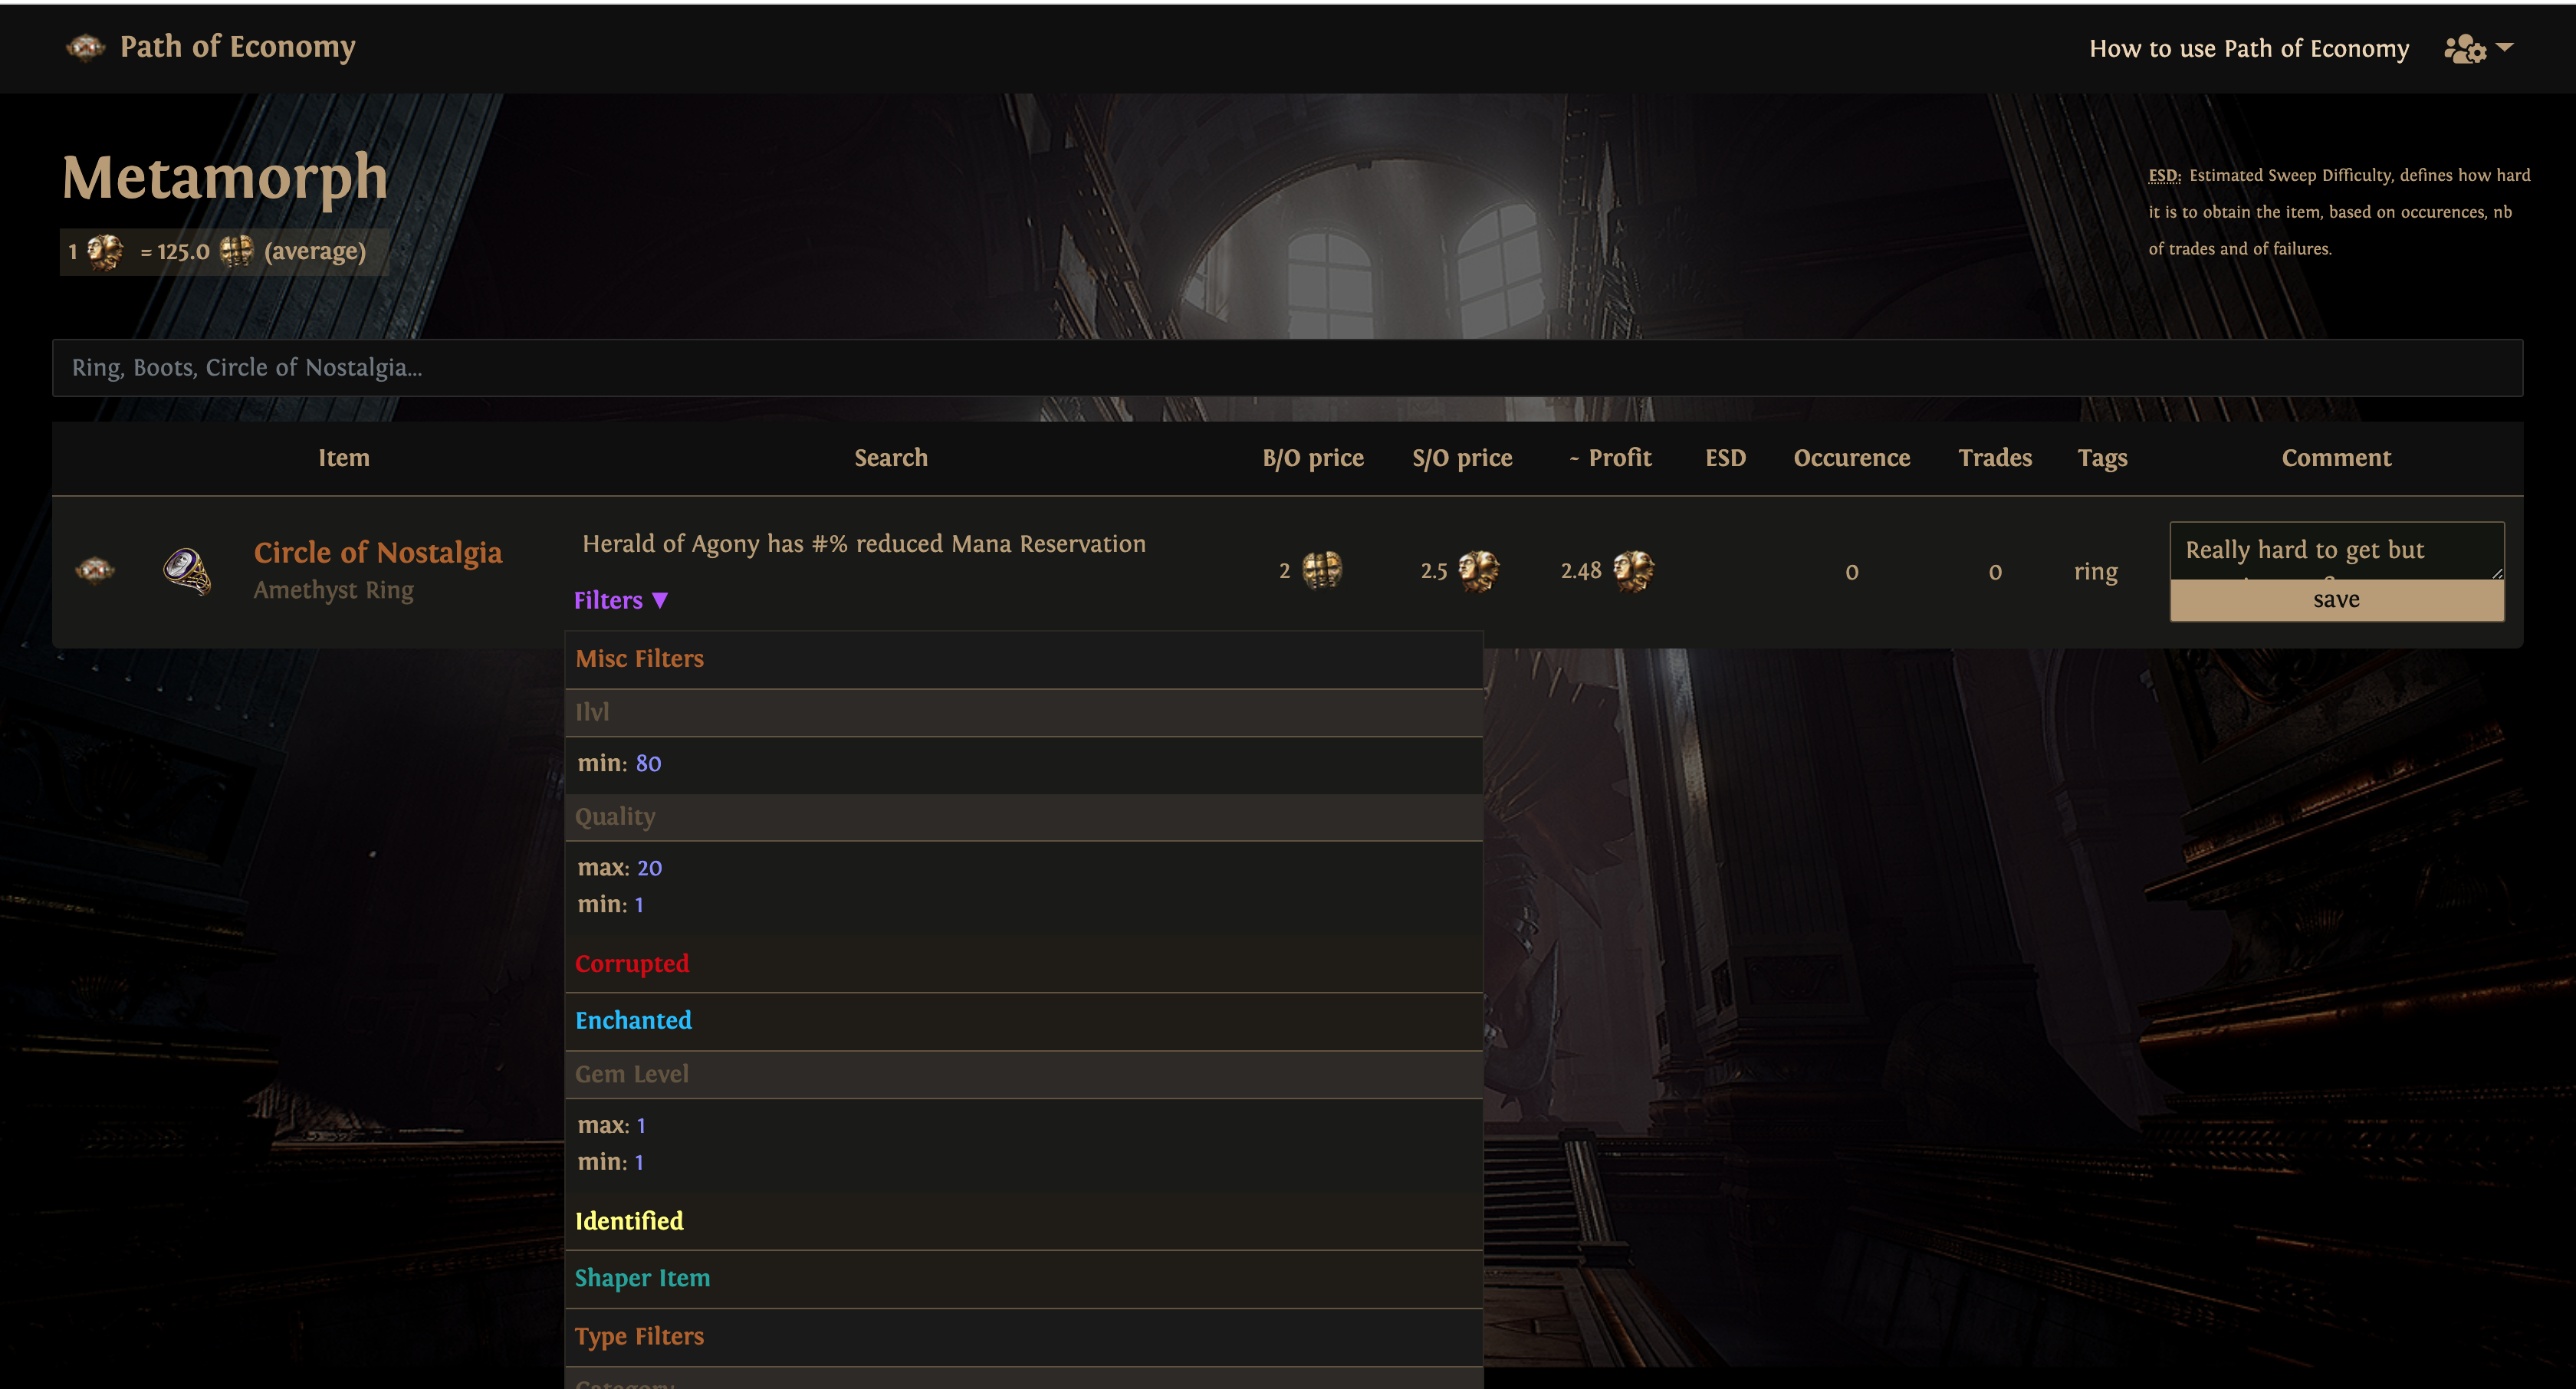 Path of Economy
How to use Path of Economy
Metamorph
1 = 125.0 (average)
ESD: Estimated Sweep Difficulty, defines how hard
it is to obtain the item, based on occurences, nb
of trades and of failures.
Ring, Boots, Circle of Nostalgia...
Item Search B/O price S/O price ~ Profit ESD Occurence Trades Tags Comment
Circle of Nostalgia
Amethyst Ring
Herald of Agony has #% reduced Mana Reservation
Filters ▼
2
2.5
2.48
0
0
ring
Really hard to get but
save
Misc Filters
Ilvl
min: 80
Quality
max: 20
min: 1
Corrupted
Enchanted
Gem Level
max: 1
min: 1
Identified
Shaper Item
Type Filters
Category